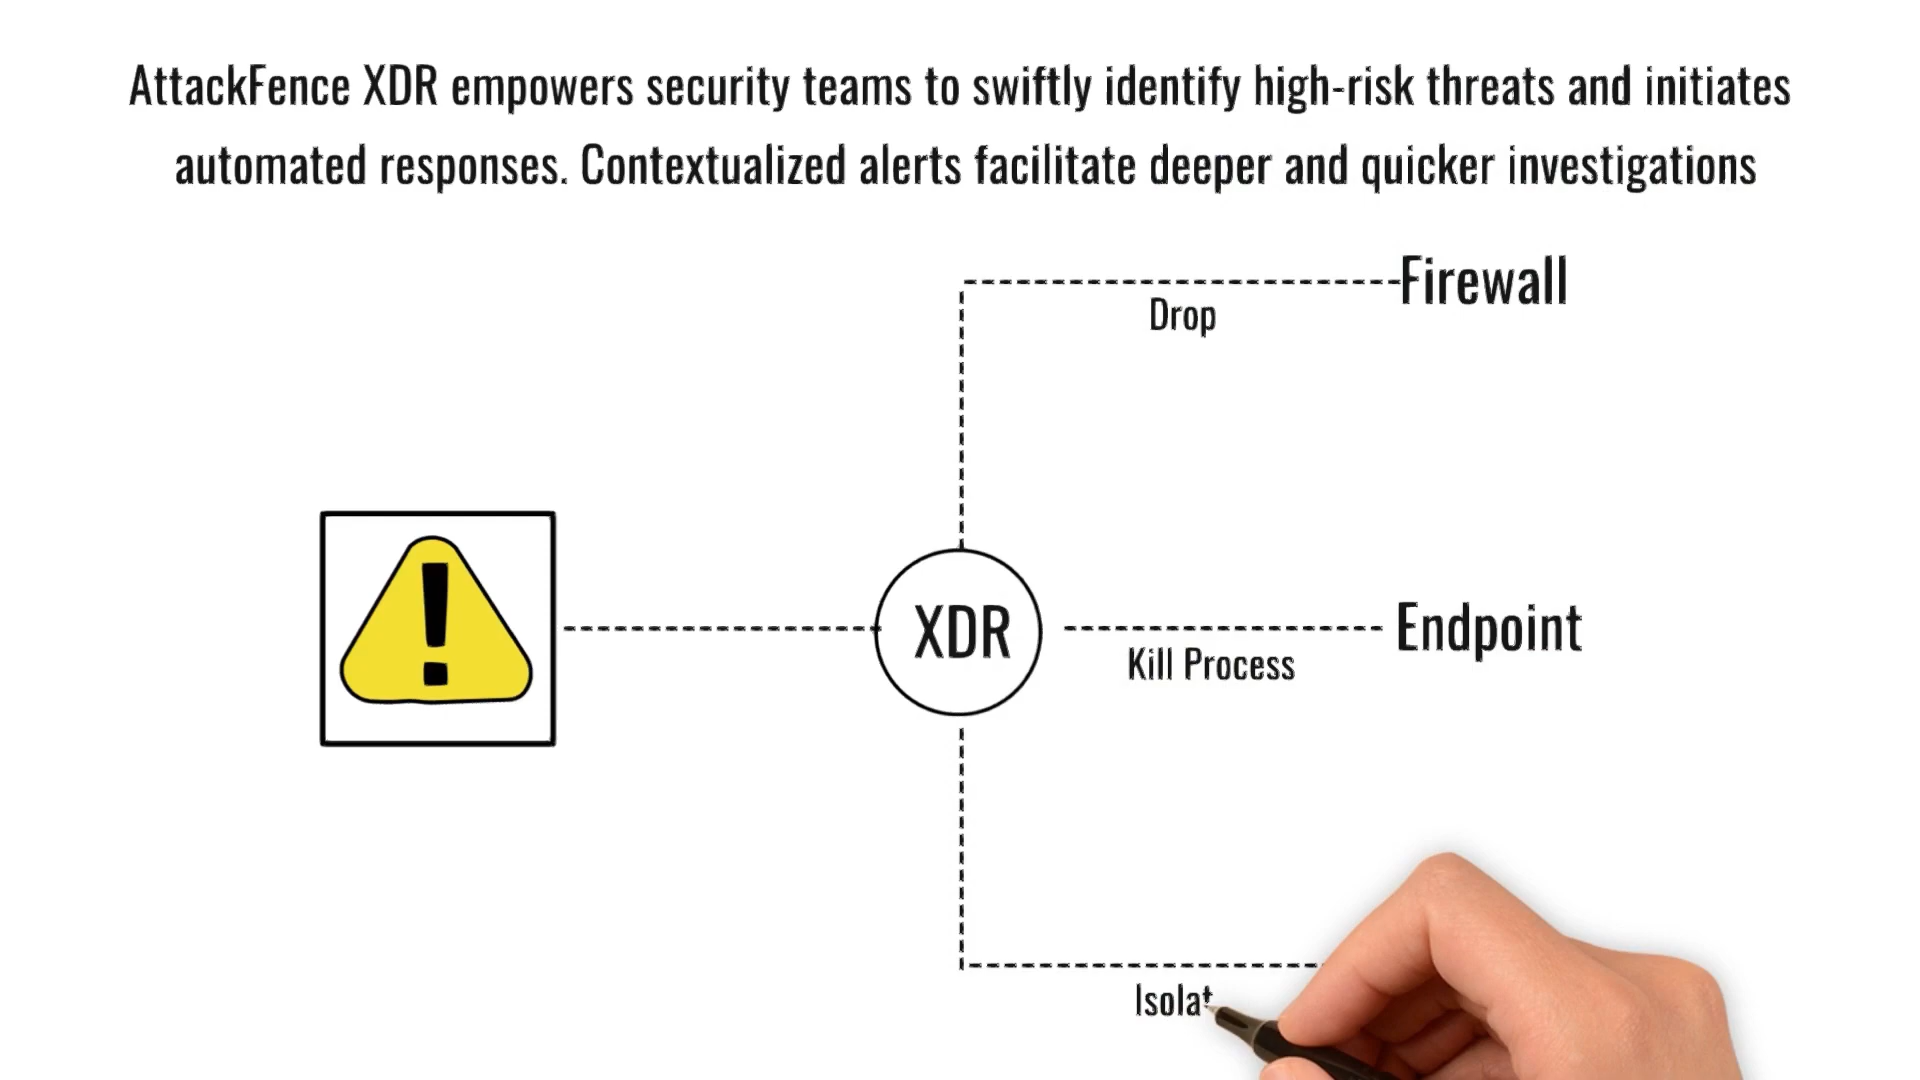 AttackFence XDR empowers security teams to swiftly identify high-risk threats and initiates
automated responses. Contextualized alerts facilitate deeper and quicker investigations
Firewall
Drop
XDR
Endpoint
Kill Process
Isolat